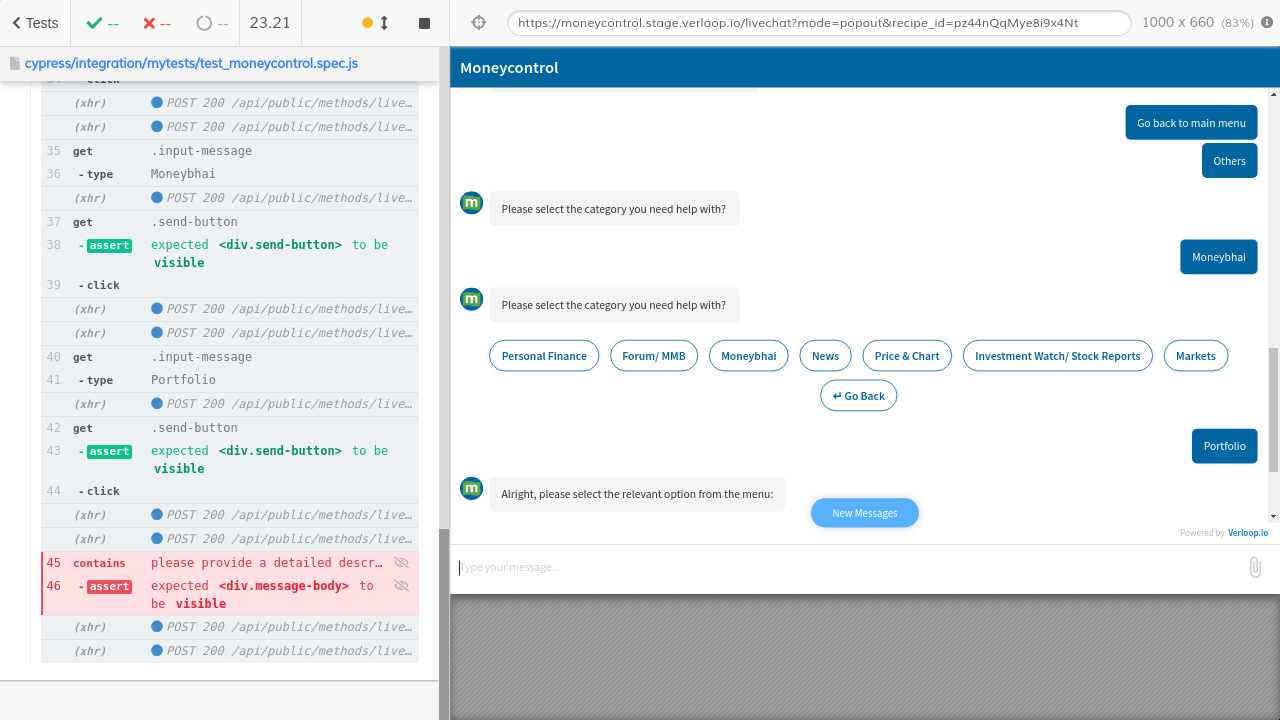 Tests
--
--
--
23.21
https://moneycontrol.stage.verloop.io/livechat?mode=popout&recipe_id=pz44nQqMye8i9x4Nt
1000 x 660 (83%)
cypress/integration/mytests/test_moneycontrol.spec.js
(xhr) POST 200 /api/public/methods/live…
(xhr) POST 200 /api/public/methods/live…
35 get .input-message
36 - type Moneybhai
(xhr) POST 200 /api/public/methods/live…
37 get .send-button
38 - assert expected <div.send-button> to be
visible
39 - click
(xhr) POST 200 /api/public/methods/live…
(xhr) POST 200 /api/public/methods/live…
40 get .input-message
41 - type Portfolio
(xhr) POST 200 /api/public/methods/live…
42 get .send-button
43 - assert expected <div.send-button> to be
visible
44 - click
(xhr) POST 200 /api/public/methods/live…
(xhr) POST 200 /api/public/methods/live…
45 contains please provide a detailed descr…
46 - assert expected <div.message-body> to
be visible
(xhr) POST 200 /api/public/methods/live…
(xhr) POST 200 /api/public/methods/live…
Moneycontrol
Go back to main menu
Others
m Please select the category you need help with?
Moneybhai
m Please select the category you need help with?
Personal Finance Forum/ MMB Moneybhai News Price & Chart Investment Watch/ Stock Reports Markets
↵ Go Back
Portfolio
m Alright, please select the relevant option from the menu:
New Messages
Powered by Verloop.io
Type your message...